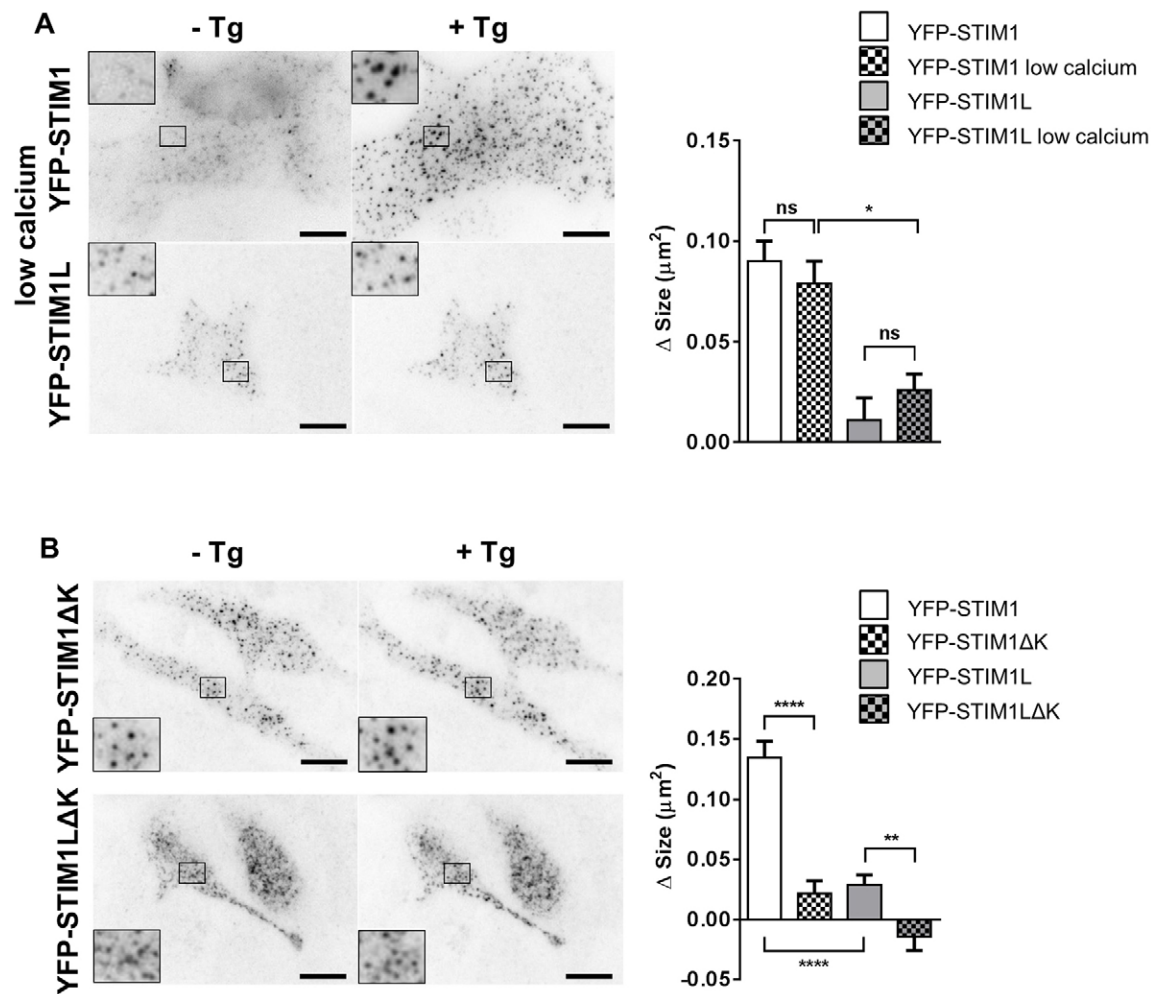 A
- Tg
+ Tg
low calcium
YFP-STIM1
YFP-STIM1L
YFP-STIM1
YFP-STIM1 low calcium
YFP-STIM1L
YFP-STIM1L low calcium
0.15
0.10
0.05
0.00
Δ Size (µm²)
ns
*
ns
B
- Tg
+ Tg
YFP-STIM1ΔK
YFP-STIM1LΔK
YFP-STIM1
YFP-STIM1ΔK
YFP-STIM1L
YFP-STIM1LΔK
0.20
0.15
0.10
0.05
0.00
-0.05
Δ Size (µm²)
****
**
****